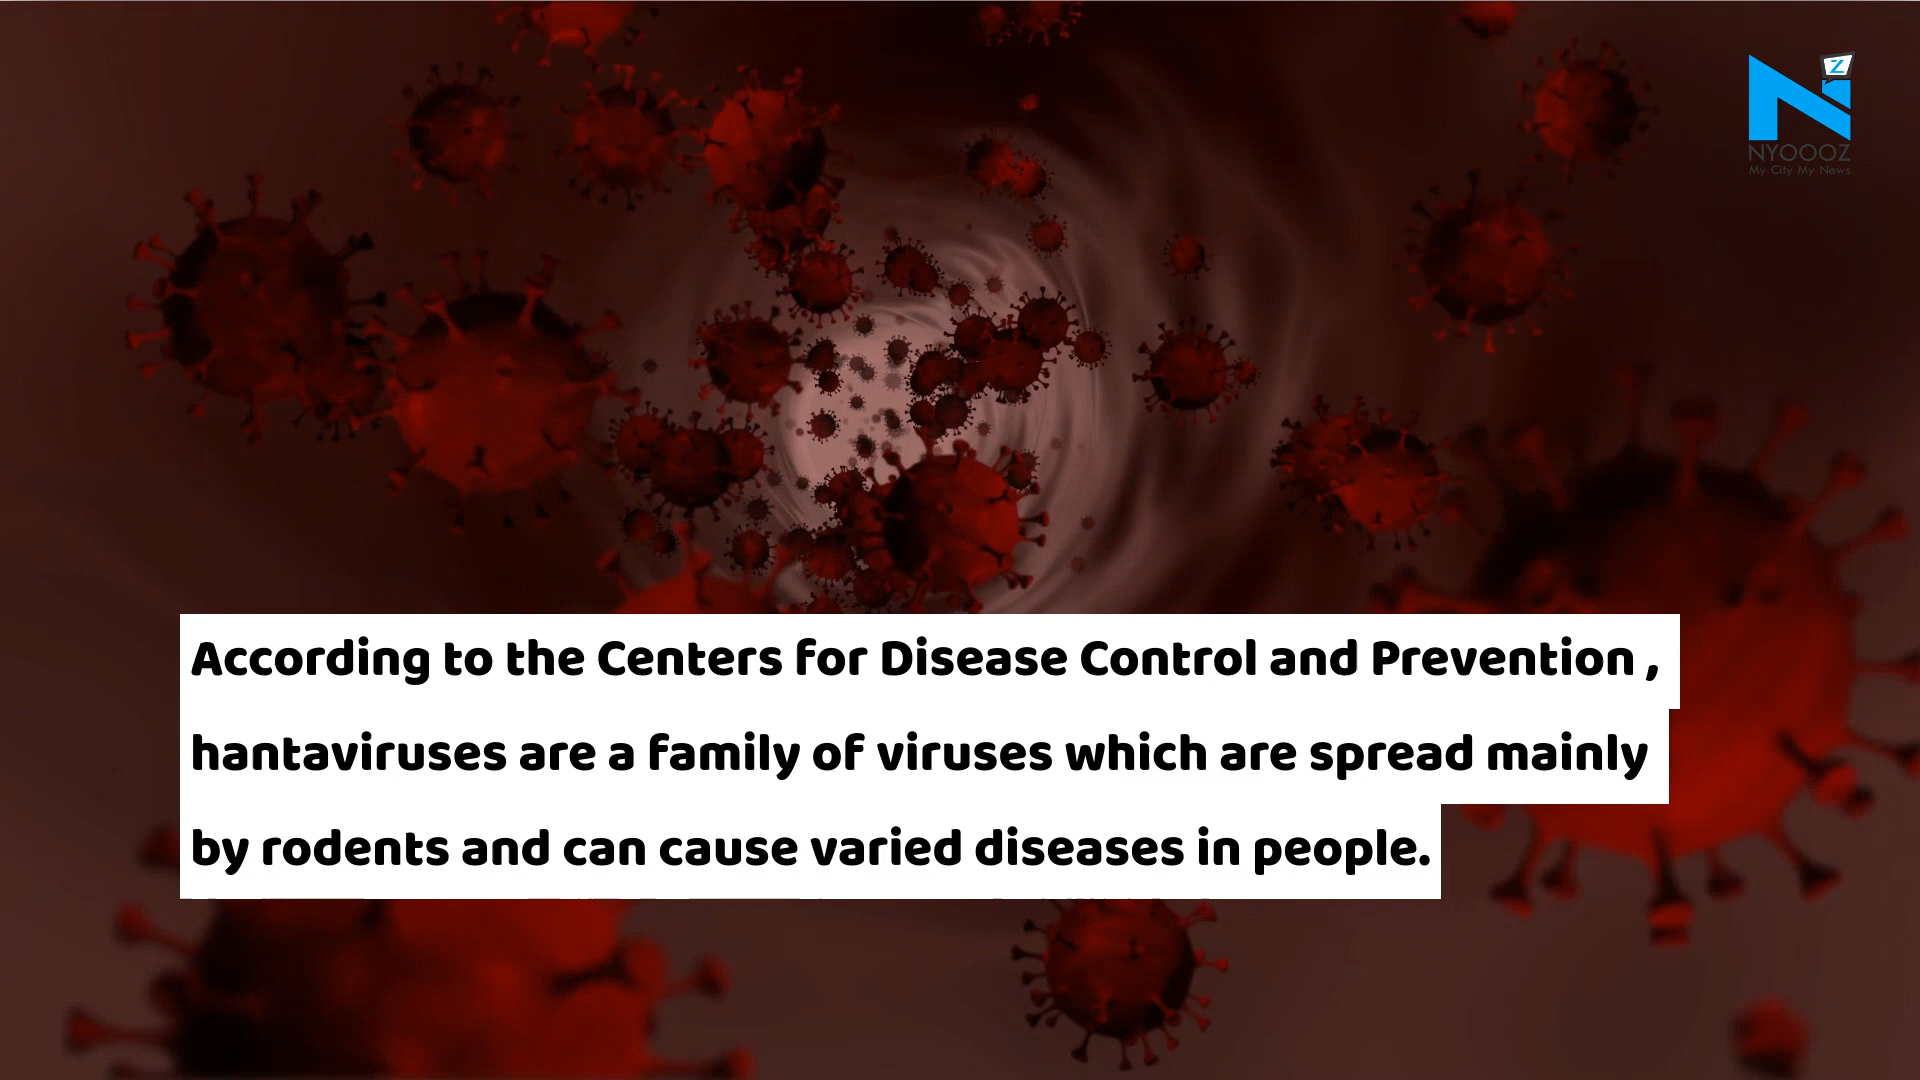 Z
NYOOOZ
My City My News
According to the Centers for Disease Control and Prevention ,
hantaviruses are a family of viruses which are spread mainly
by rodents and can cause varied diseases in people.